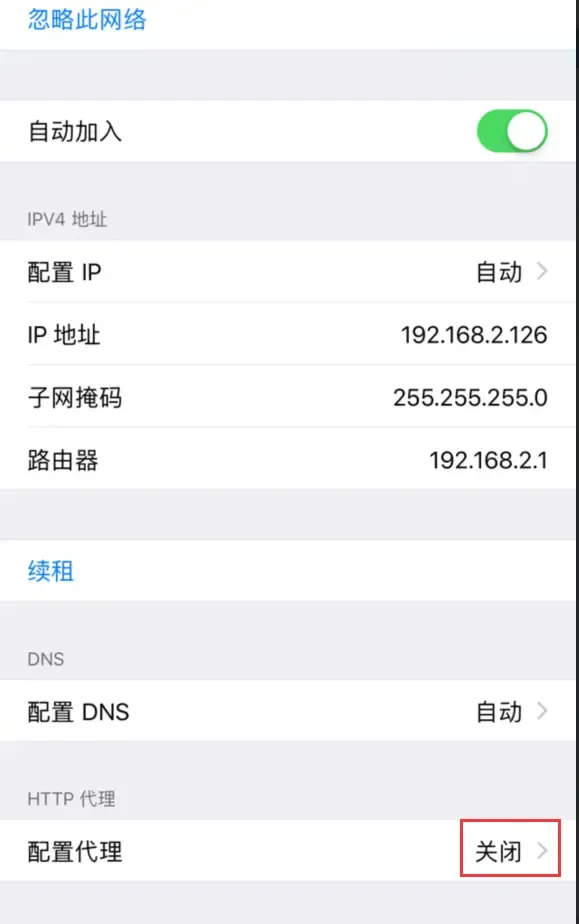 忽略此网络
自动加入
IPV4 地址
配置 IP 自动
IP 地址 192.168.2.126
子网掩码 255.255.255.0
路由器 192.168.2.1
续租
DNS
配置 DNS 自动
HTTP 代理
配置代理 关闭